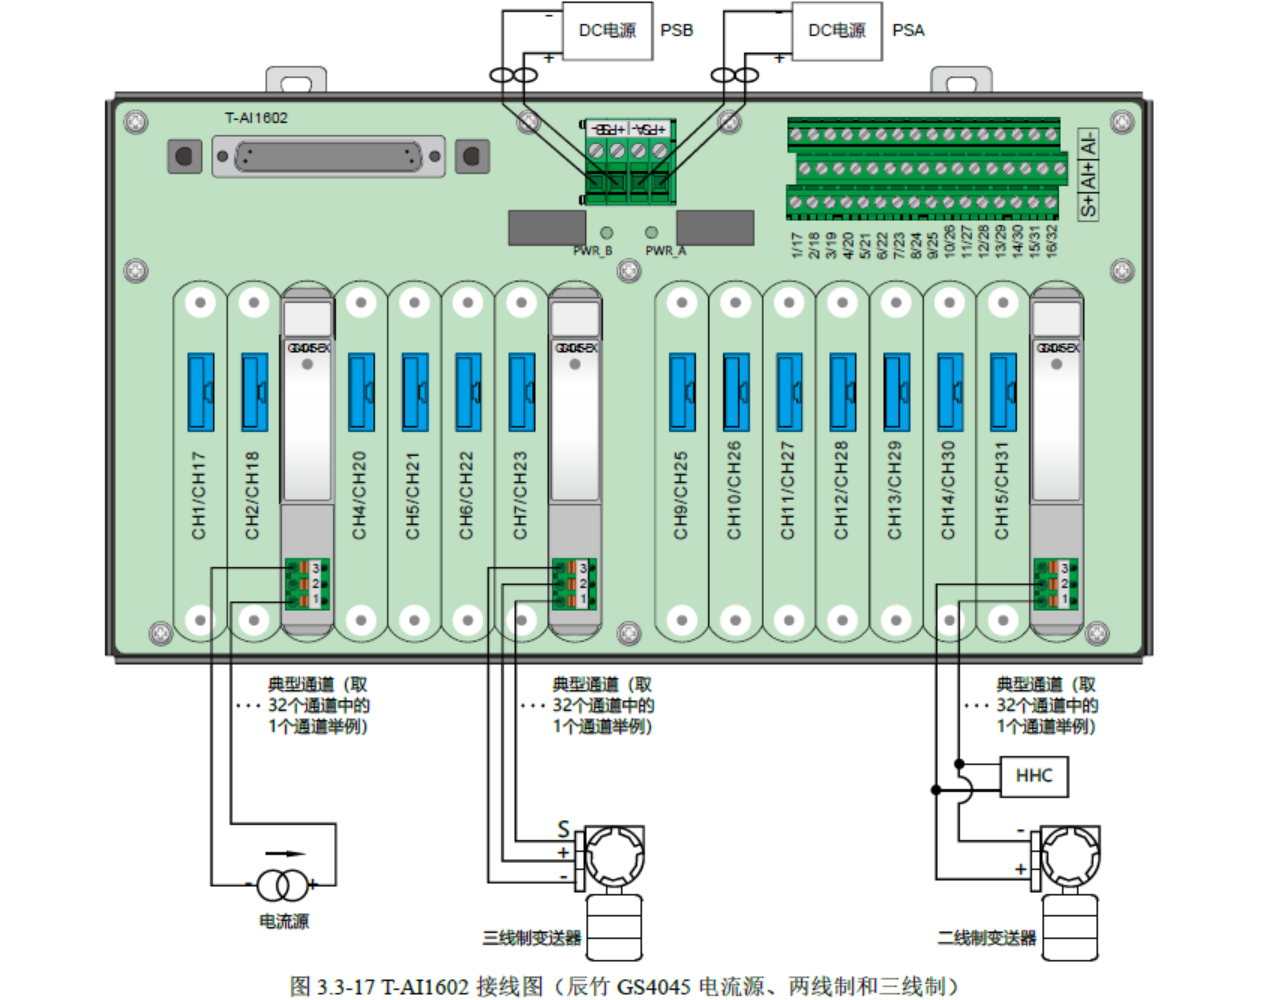 - DC电源 PSB
+
- DC电源 PSA
+
T-AI1602
-PSB+ -PSA+
AI-
AI+
S+
PWR_B PWR_A
1/17 2/18 3/19 4/20 5/21 6/22 7/23 8/24 9/25 10/26 11/27 12/28 13/29 14/30 15/31 16/32
GS4045-EX GS4045-EX GS4045-EX
CH1/CH17 CH2/CH18 CH4/CH20 CH5/CH21 CH6/CH22 CH7/CH23 CH9/CH25 CH10/CH26 CH11/CH27 CH12/CH28 CH13/CH29 CH14/CH30 CH15/CH31
3 3 3
2 2 2
1 1 1
典型通道（取
··· 32个通道中的
1个通道举例）
典型通道（取
··· 32个通道中的
1个通道举例）
典型通道（取
··· 32个通道中的
1个通道举例）
HHC
- +
电流源
S
+
-
三线制变送器
-
+
二线制变送器
图 3.3-17 T-AI1602 接线图（辰竹 GS4045 电流源、两线制和三线制）